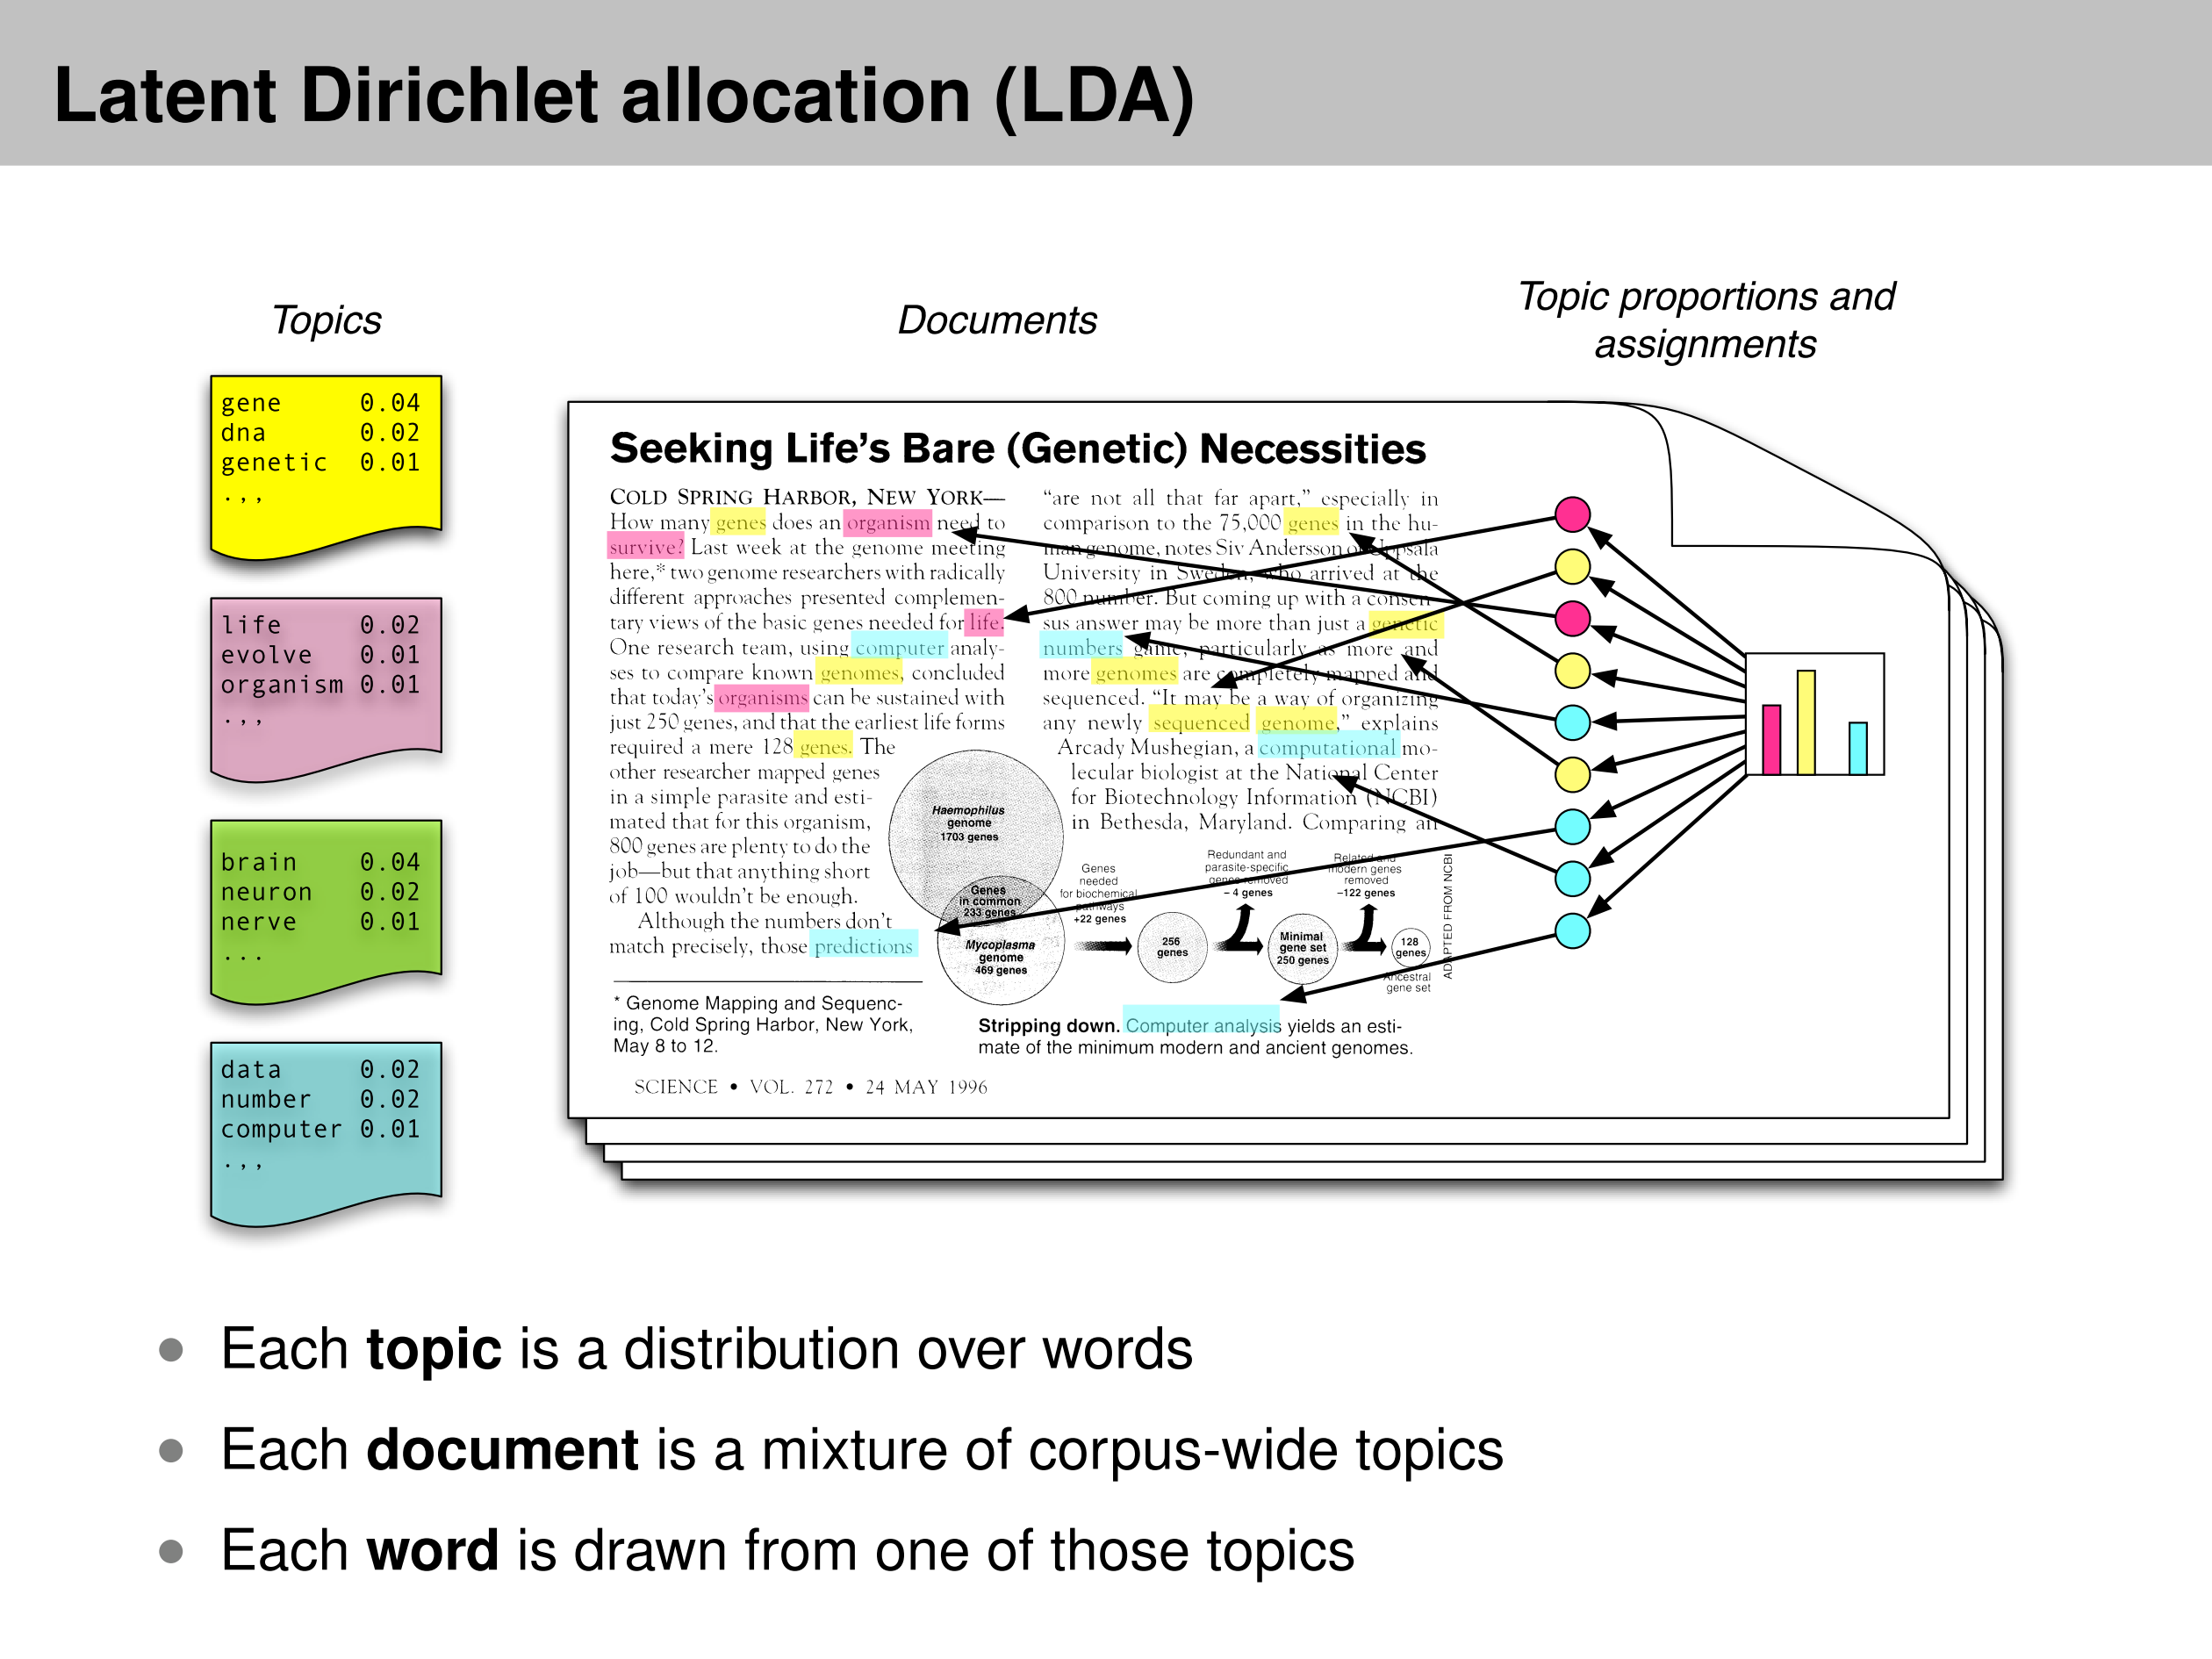 Latent Dirichlet allocation (LDA)
Topics
Documents
Topic proportions and
assignments
gene 0.04
dna 0.02
genetic 0.01
.,,
life 0.02
evolve 0.01
organism 0.01
.,,
brain 0.04
neuron 0.02
nerve 0.01
...
data 0.02
number 0.02
computer 0.01
.,,
Seeking Life's Bare (Genetic) Necessities
COLD SPRING HARBOR, NEW YORK—
How many genes does an organism need to
survive? Last week at the genome meeting
here,* two genome researchers with radically
different approaches presented complemen-
tary views of the basic genes needed for life.
One research team, using computer analy-
ses to compare known genomes, concluded
that today's organisms can be sustained with
just 250 genes, and that the earliest life forms
required a mere 128 genes. The
other researcher mapped genes
in a simple parasite and esti-
mated that for this organism,
800 genes are plenty to do the
job—but that anything short
of 100 wouldn't be enough.
Although the numbers don't
match precisely, those predictions
"are not all that far apart," especially in
comparison to the 75,000 genes in the hu-
man genome, notes Siv Andersson of Uppsala
University in Sweden, who arrived at the
800 number. But coming up with a consen-
sus answer may be more than just a genetic
numbers game, particularly as more and
more genomes are completely mapped and
sequenced. "It may be a way of organizing
any newly sequenced genome," explains
Arcady Mushegian, a computational mo-
lecular biologist at the National Center
for Biotechnology Information (NCBI)
in Bethesda, Maryland. Comparing an
Haemophilus
genome
1703 genes
Genes
in common
233 genes
Mycoplasma
genome
469 genes
Genes
needed
for biochemical
pathways
+22 genes
256
genes
Redundant and
parasite-specific
genes removed
– 4 genes
Minimal
gene set
250 genes
Related and
modern genes
removed
–122 genes
128
genes
Ancestral
gene set
ADAPTED FROM NCBI
* Genome Mapping and Sequenc-
ing, Cold Spring Harbor, New York,
May 8 to 12.
Stripping down. Computer analysis yields an esti-
mate of the minimum modern and ancient genomes.
SCIENCE • VOL. 272 • 24 MAY 1996
• Each topic is a distribution over words
• Each document is a mixture of corpus-wide topics
• Each word is drawn from one of those topics